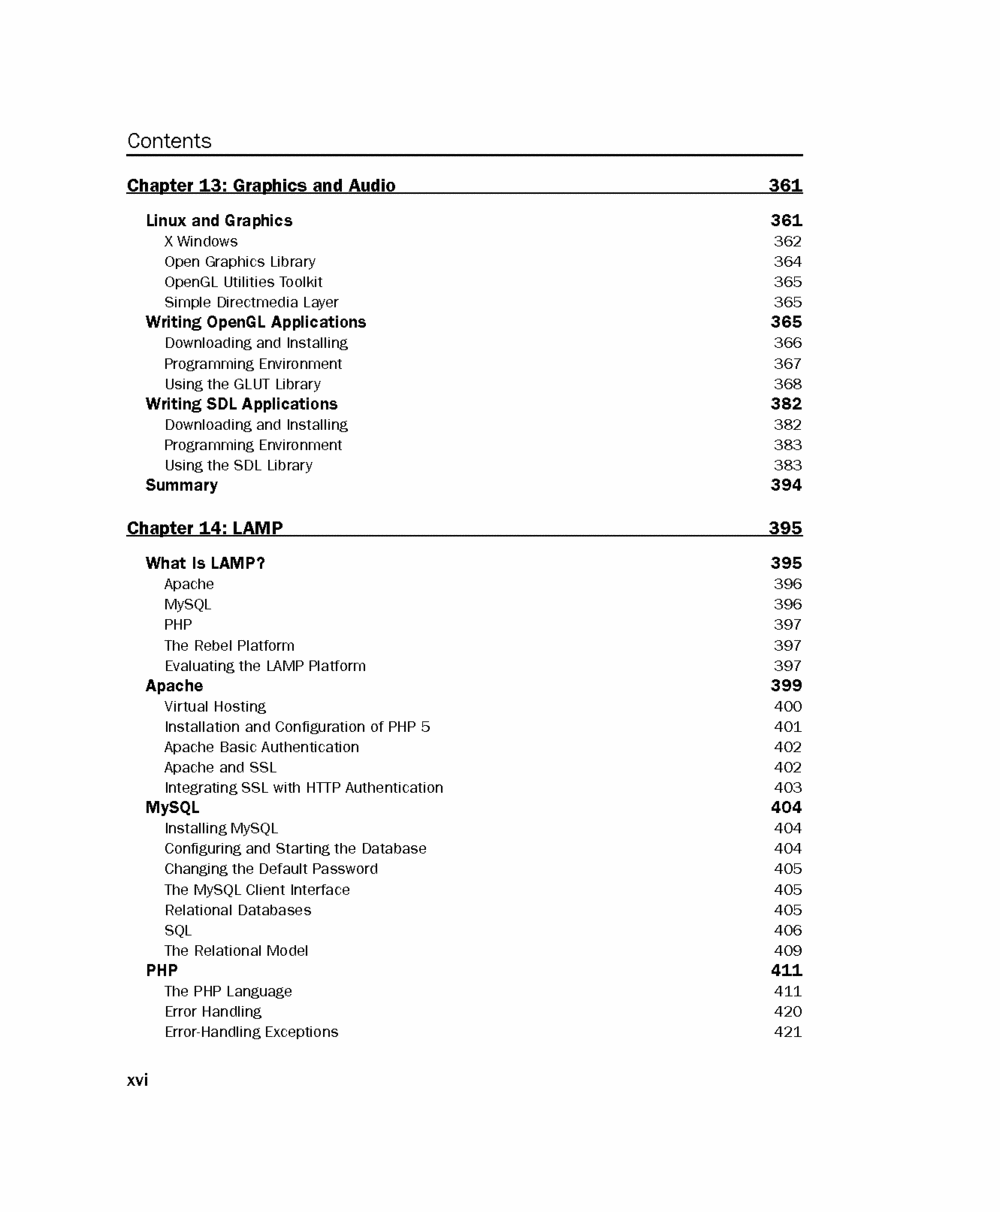 Contents
Chapter 13: Graphics and Audio 361
Linux and Graphics 361
X Windows 362
Open Graphics Library 364
OpenGL Utilities Toolkit 365
Simple Directmedia Layer 365
Writing OpenGL Applications 365
Downloading and Installing 366
Programming Environment 367
Using the GLUT Library 368
Writing SDL Applications 382
Downloading and Installing 382
Programming Environment 383
Using the SDL Library 383
Summary 394
Chapter 14: LAMP 395
What Is LAMP? 395
Apache 396
MySQL 396
PHP 397
The Rebel Platform 397
Evaluating the LAMP Platform 397
Apache 399
Virtual Hosting 400
Installation and Configuration of PHP 5 401
Apache Basic Authentication 402
Apache and SSL 402
Integrating SSL with HTTP Authentication 403
MySQL 404
Installing MySQL 404
Configuring and Starting the Database 404
Changing the Default Password 405
The MySQL Client Interface 405
Relational Databases 405
SQL 406
The Relational Model 409
PHP 411
The PHP Language 411
Error Handling 420
Error-Handling Exceptions 421
xvi